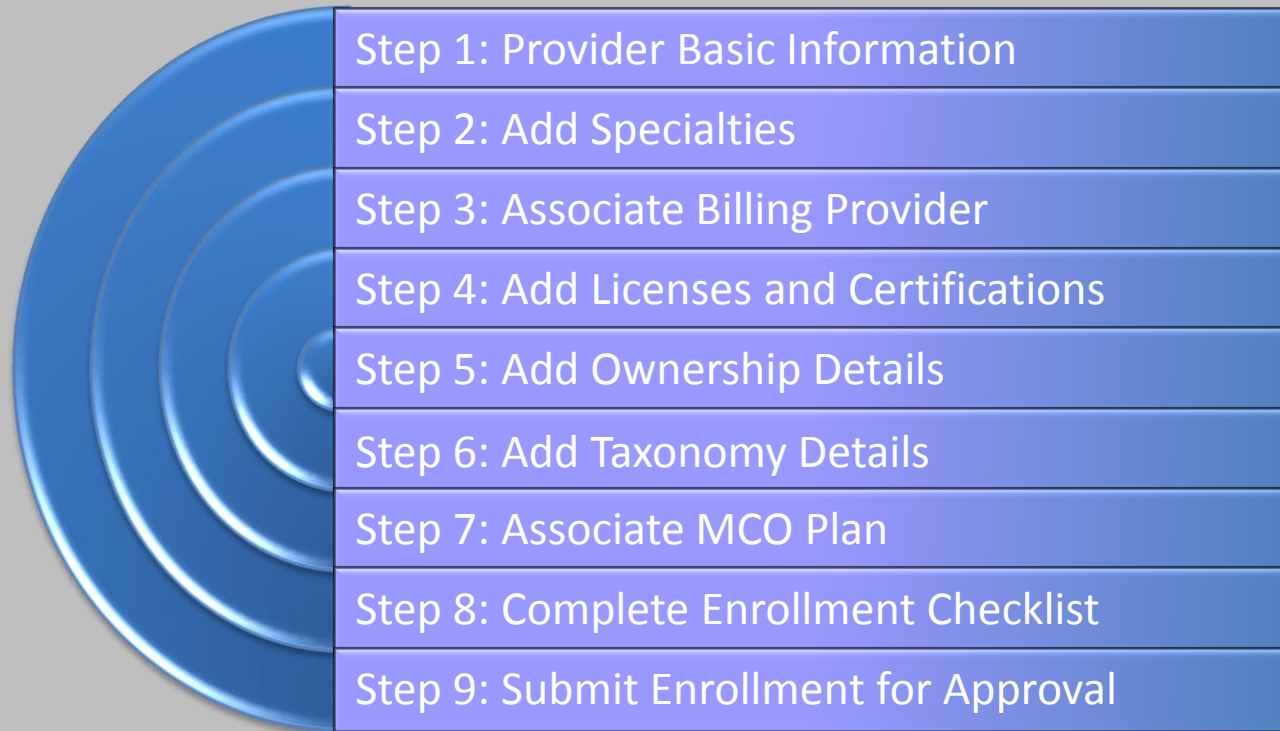 Step 1: Provider Basic Information
Step 2: Add Specialties
Step 3: Associate Billing Provider
Step 4: Add Licenses and Certifications
Step 5: Add Ownership Details
Step 6: Add Taxonomy Details
Step 7: Associate MCO Plan
Step 8: Complete Enrollment Checklist
Step 9: Submit Enrollment for Approval